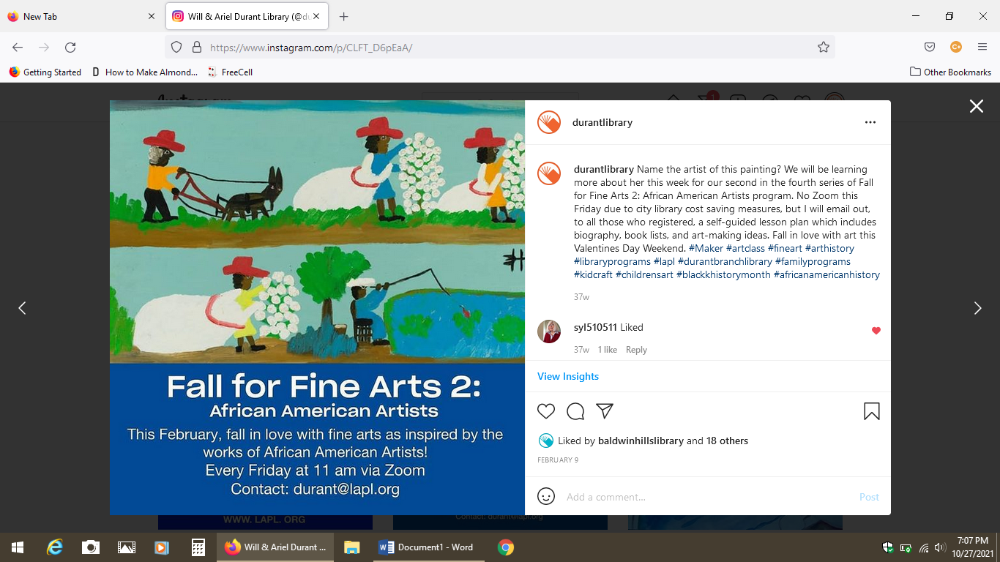 New Tab
Will & Ariel Durant Library (@du
https://www.instagram.com/p/CLFT_D6pEaA/
Getting Started
How to Make Almond...
FreeCell
Other Bookmarks
Instagram
1
durantlibrary
durantlibrary Name the artist of this painting? We will be learning
more about her this week for our second in the fourth series of Fall
for Fine Arts 2: African American Artists program. No Zoom this
Friday due to city library cost saving measures, but I will email out,
to all those who registered, a self-guided lesson plan which includes
biography, book lists, and art-making ideas. Fall in love with art this
Valentines Day Weekend. #Maker #artclass #fineart #arthistory
#libraryprograms #lapl #durantbranchlibrary #familyprograms
#kidcraft #childrensart #blackkhistorymonth #africanamericanhistory
37w
syl510511 Liked
37w 1 like Reply
View Insights
Liked by baldwinhillslibrary and 18 others
FEBRUARY 9
Add a comment...
Post
Fall for Fine Arts 2:
African American Artists
This February, fall in love with fine arts as inspired by the
works of African American Artists!
Every Friday at 11 am via Zoom
Contact: durant@lapl.org
WWW. LAPL. ORG
Contact: durant@lapl.org
Will & Ariel Durant ...
Document1 - Word
7:07 PM
10/27/2021